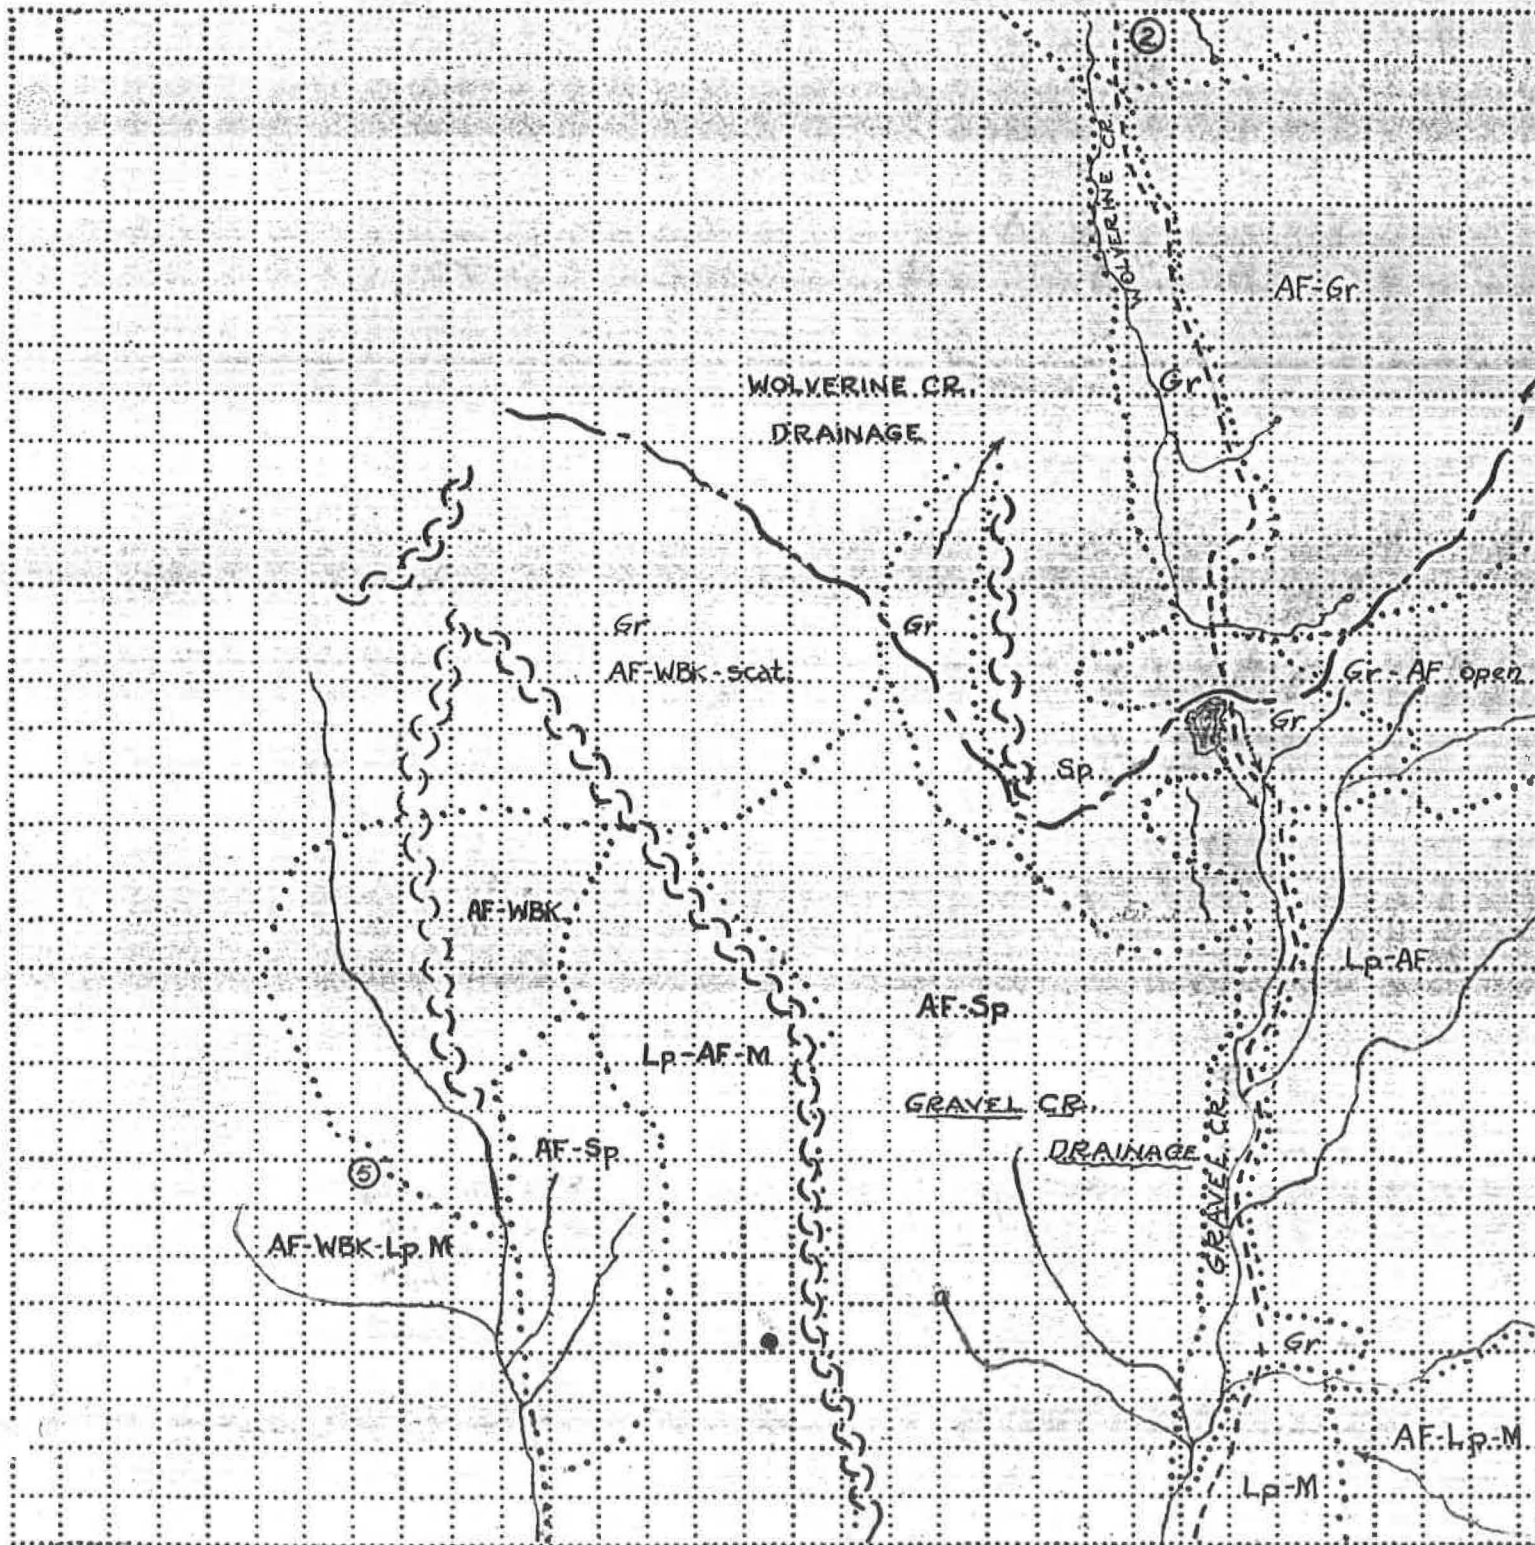 ②
WOLVERINE CR
AF-Gr
Gr
WOLVERINE CR.
DRAINAGE
Gr
Gr
AF-WBK-scat.
Gr-AF open
Gr
Sp
AF-WBK
Lp-AF
AF-Sp
Lp-AF-M
GRAVEL CR.
DRAINAGE
AF-Sp
⑤
GRAVEL CR
AF-WBK-Lp M
Gr
AF-Lp-M
Lp-M